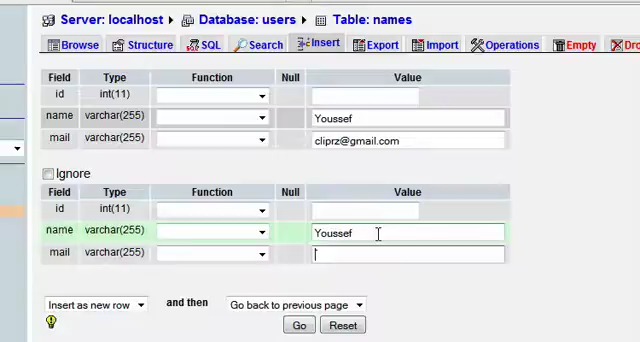 Server: localhost Database: users Table: names
Browse Structure SQL Search Insert Export Import Operations Empty Dro
Field Type Function Null Value
id int(11)
name varchar(255) Youssef
mail varchar(255) cliprz@gmail.com
Ignore
Field Type Function Null Value
id int(11)
name varchar(255) Youssef
mail varchar(255)
Insert as new row and then Go back to previous page
Go Reset